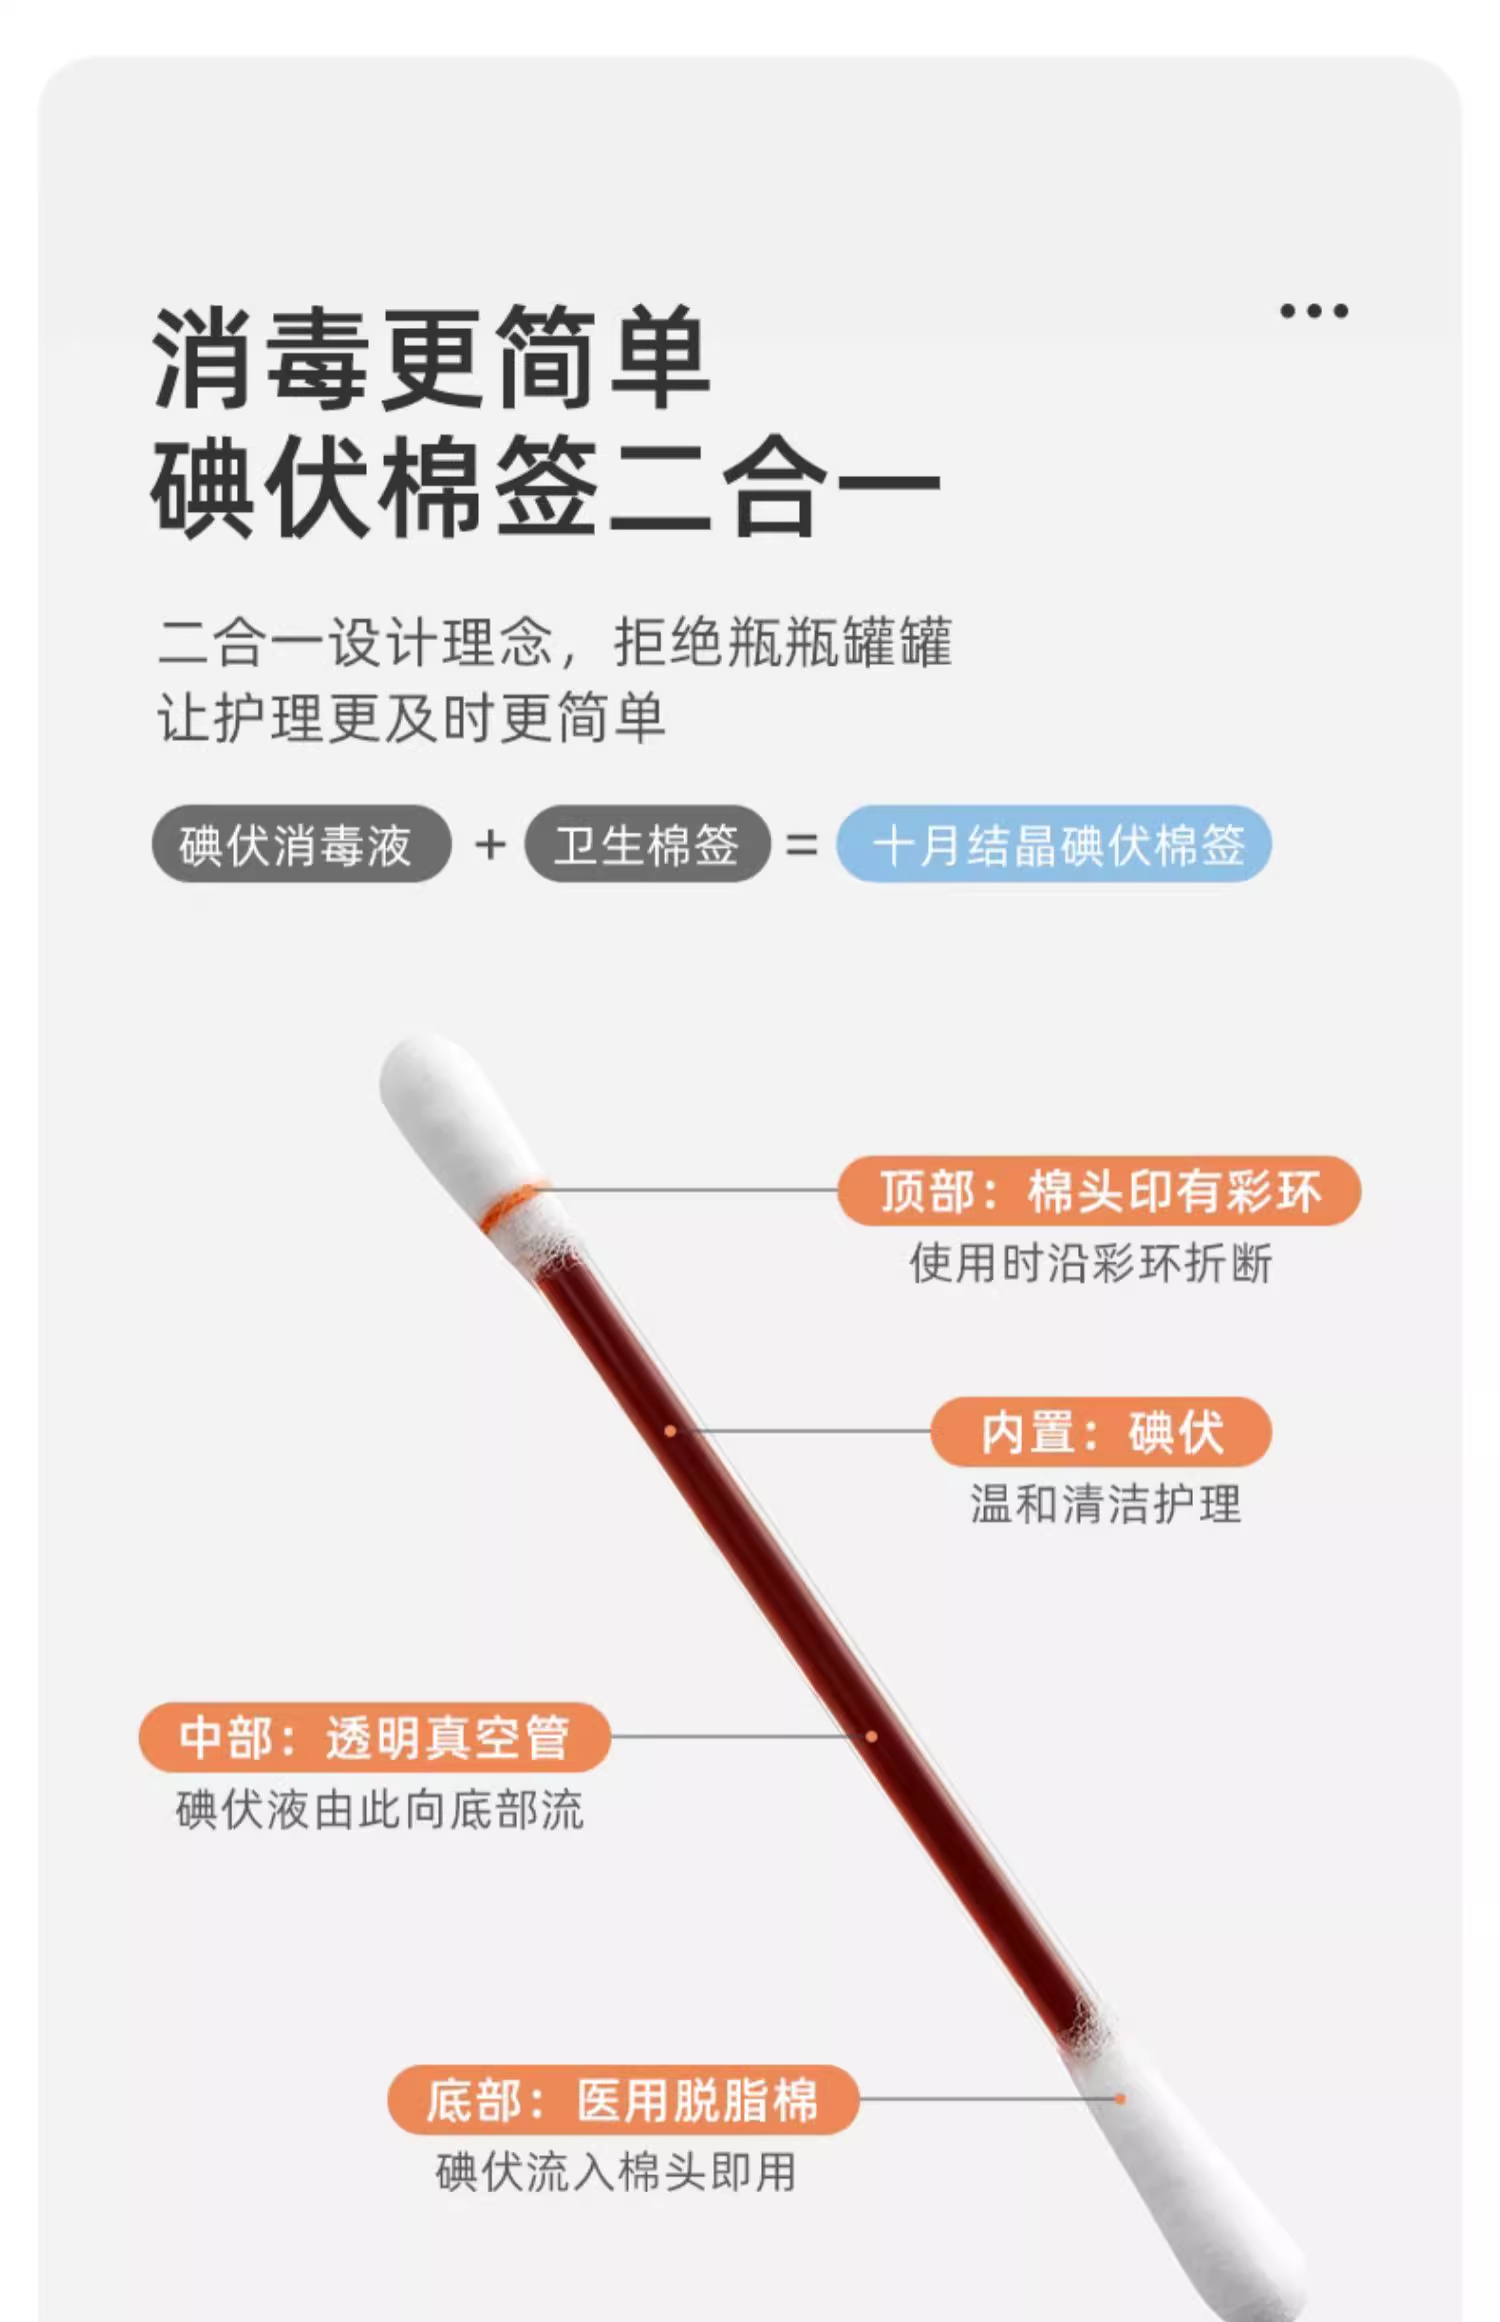 消毒更简单
碘伏棉签二合一
二合一设计理念，拒绝瓶瓶罐罐
让护理更及时更简单
碘伏消毒液 + 卫生棉签 = 十月结晶碘伏棉签
顶部：棉头印有彩环
使用时沿彩环折断
内置：碘伏
温和清洁护理
中部：透明真空管
碘伏液由此向底部流
底部：医用脱脂棉
碘伏流入棉头即用